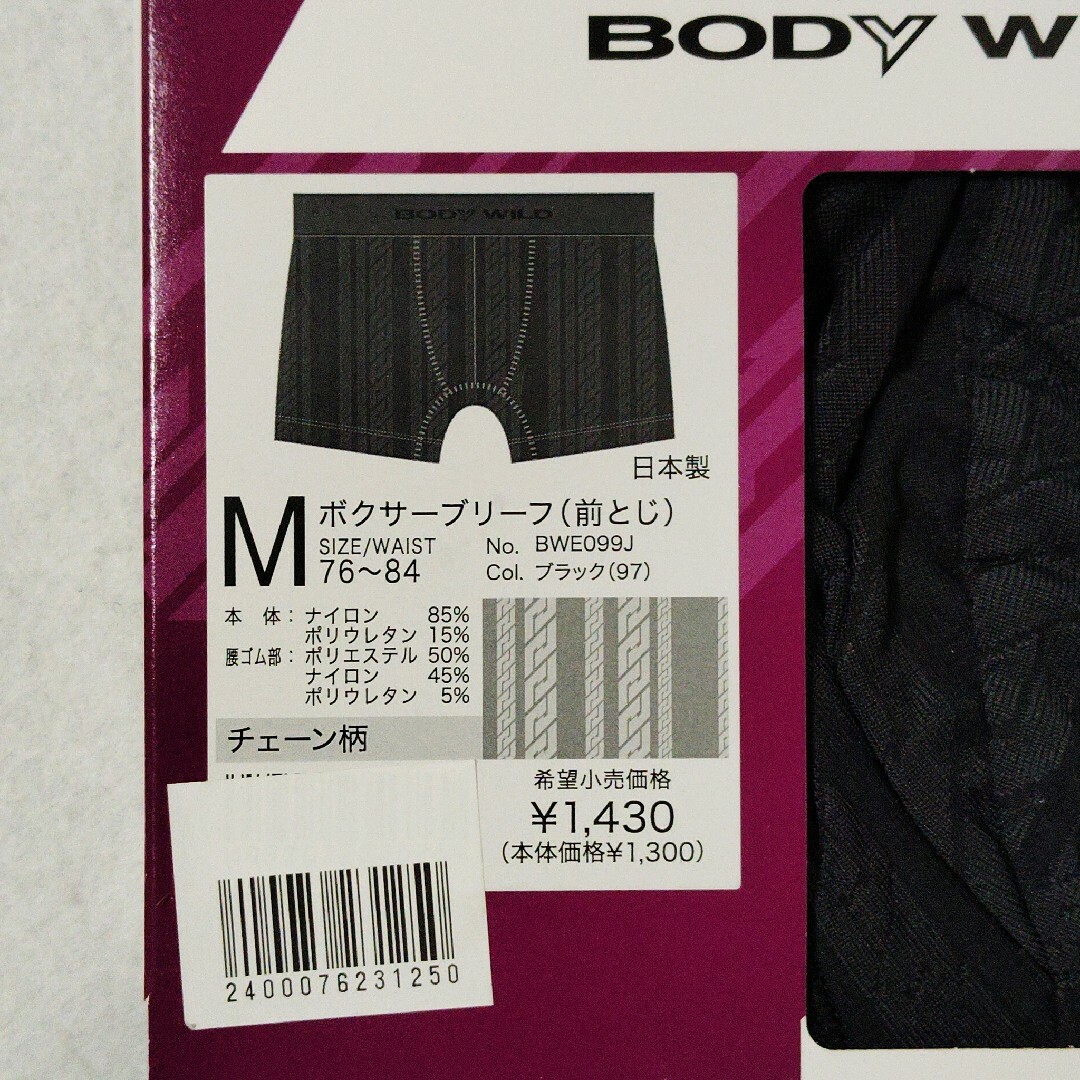 BODY W
BODY WILD
日本製
M
ボクサーブリーフ(前とじ)
SIZE/WAIST
76~84
No. BWE099J
Col. ブラック(97)
本 体: ナイロン 85%
ポリウレタン 15%
腰ゴム部: ポリエステル 50%
ナイロン 45%
ポリウレタン 5%
チェーン柄
希望小売価格
¥1,430
(本体価格¥1,300)
2400076231250